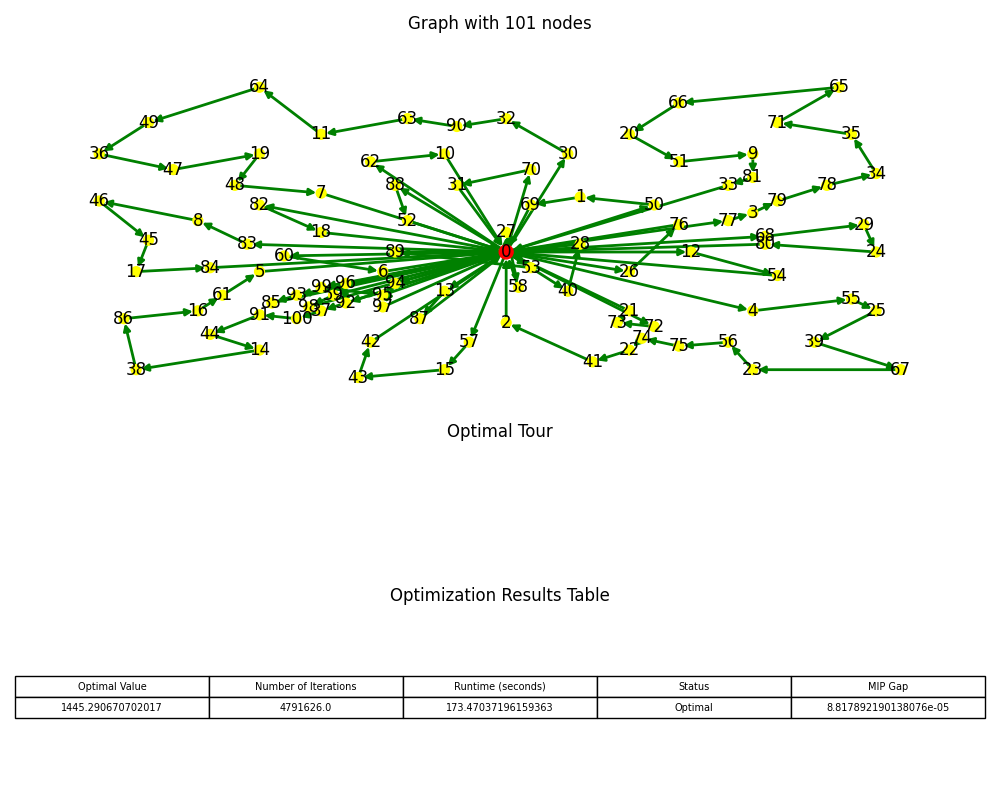 Graph with 101 nodes
64 65
66
49 63 32 71
90
11 20 35
36 19 10 30 51 9
47 62
70 34
81
48 88 31 33 78
7
46 82 69 1 50 79
8 52 3
76 77
18 27 29
45 68
83 28 80
60 89 0 12 24
17 84 5 6 53 26 54
99 96 94 58
61 93 59 95 13 40
85 92 55
16 98 37 97 4
86 91 100 87 21 25
2 73 72
44 42 57 74 56 39
14 22 75
38 43 15 41 23 67
Optimal Tour
Optimization Results Table
Optimal Value Number of Iterations Runtime (seconds) Status MIP Gap
1445.290670702017 4791626.0 173.47037196159363 Optimal 8.817892190138076e-05